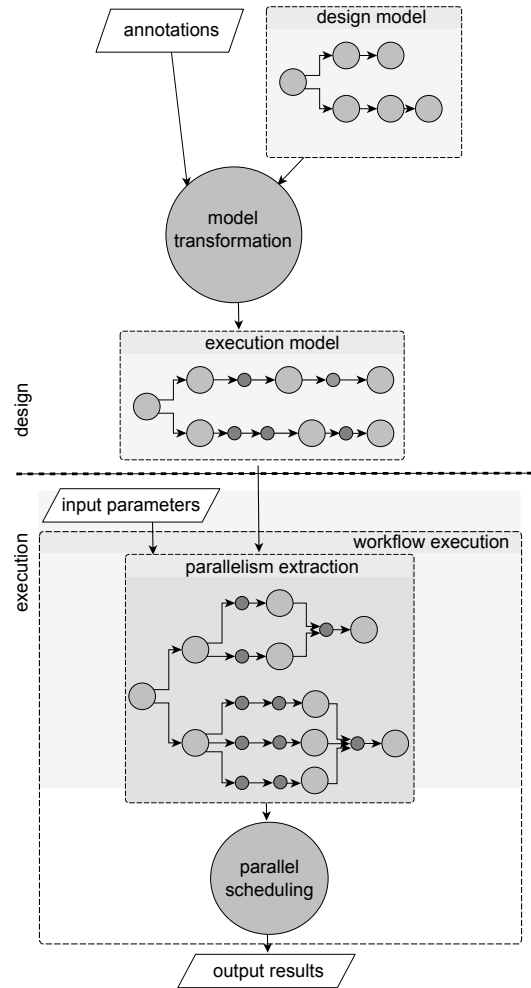 design model
annotations
model
transformation
execution model
design
input parameters
workflow execution
execution
parallelism extraction
parallel
scheduling
output results